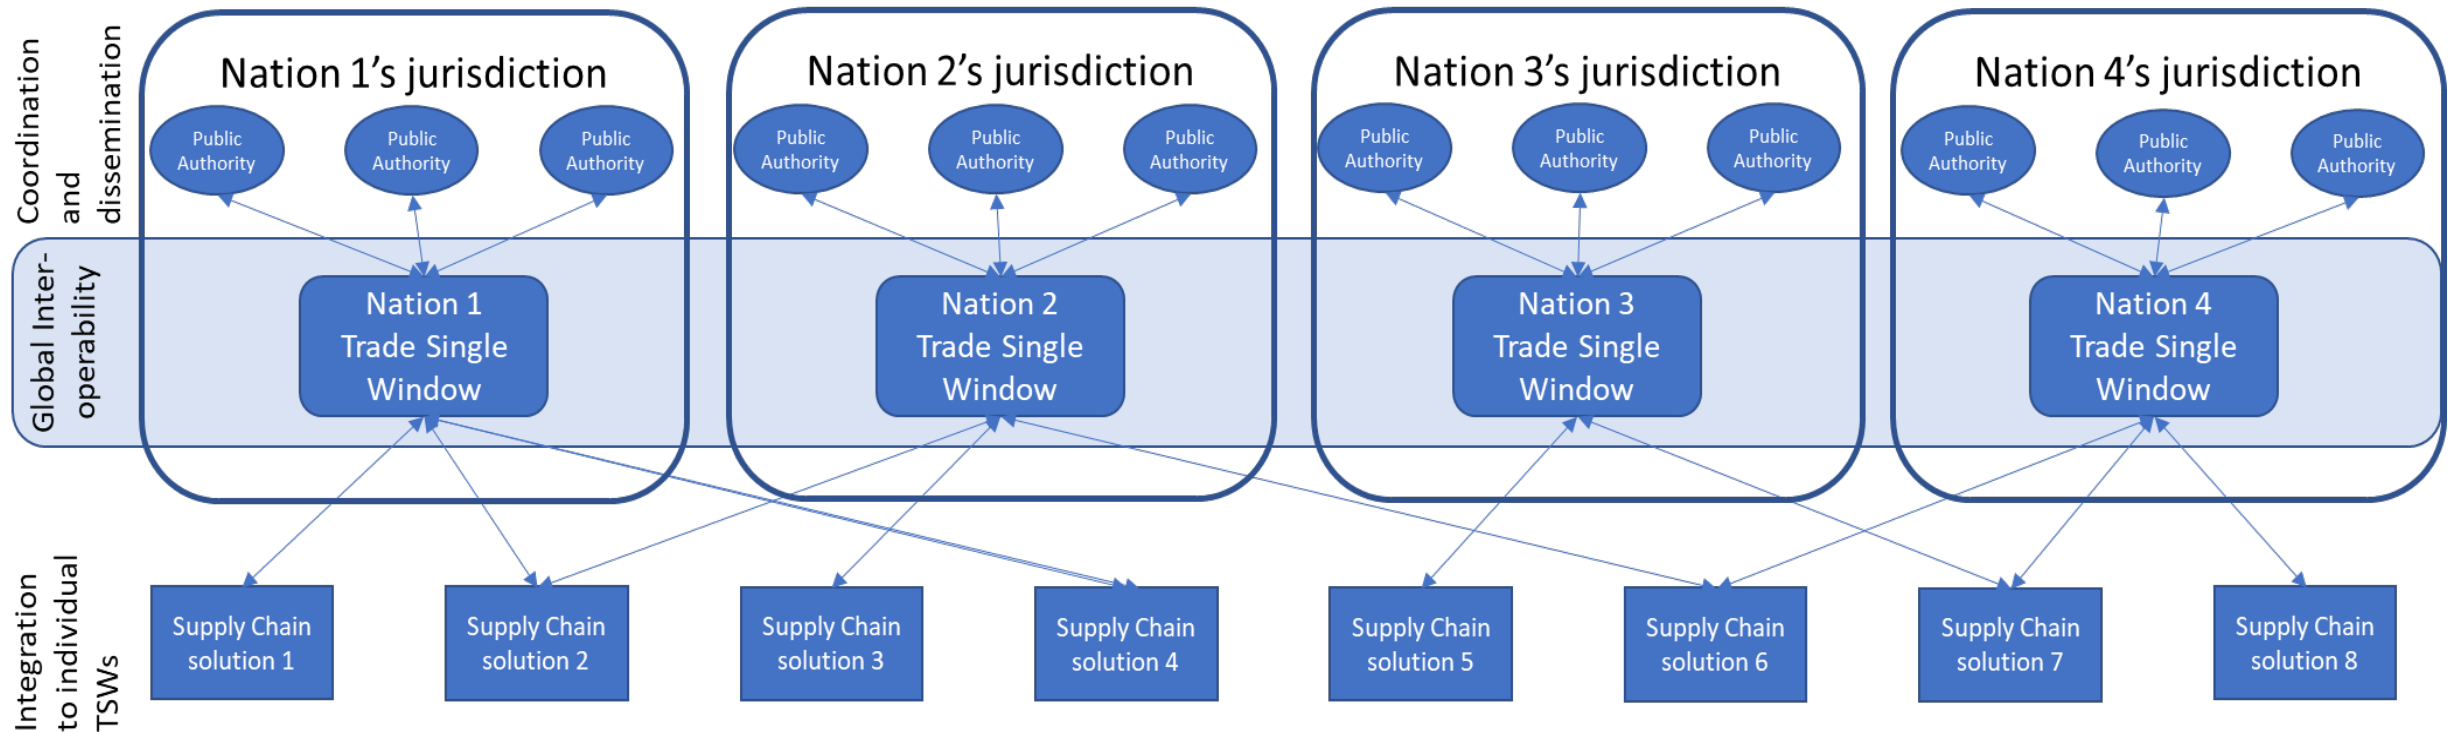 Coordination
and
dissemination
Nation 1's jurisdiction
Nation 2's jurisdiction
Nation 3's jurisdiction
Nation 4's jurisdiction
Public
Authority
Public
Authority
Public
Authority
Public
Authority
Public
Authority
Public
Authority
Public
Authority
Public
Authority
Public
Authority
Public
Authority
Public
Authority
Public
Authority
Global Inter-
operability
Nation 1
Trade Single
Window
Nation 2
Trade Single
Window
Nation 3
Trade Single
Window
Nation 4
Trade Single
Window
Integration
to individual
TSWs
Supply Chain
solution 1
Supply Chain
solution 2
Supply Chain
solution 3
Supply Chain
solution 4
Supply Chain
solution 5
Supply Chain
solution 6
Supply Chain
solution 7
Supply Chain
solution 8